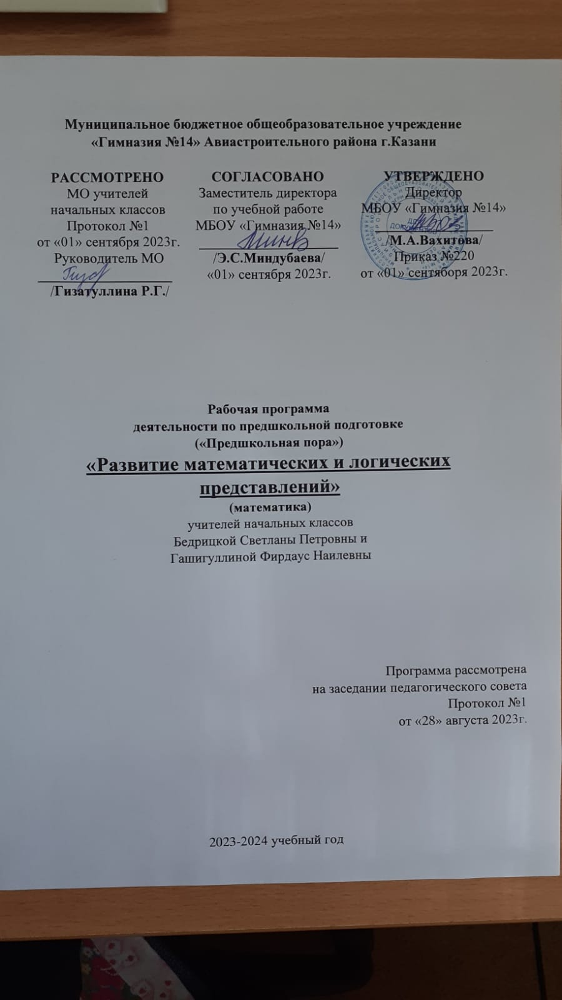 Муниципальное бюджетное общеобразовательное учреждение
«Гимназия №14» Авиастроительного района г.Казани
РАССМОТРЕНО
МО учителей
начальных классов
Протокол №1
от «01» сентября 2023г.
Руководитель МО
/Гизатуллина Р.Г./
СОГЛАСОВАНО
Заместитель директора
по учебной работе
МБОУ «Гимназия №14»
/Э.С.Миндубаева/
«01» сентября 2023г.
УТВЕРЖДЕНО
Директор
МБОУ «Гимназия №14»
/М.А.Вахитова/
Приказ №220
от «01» сентяборя 2023г.
Рабочая программа
деятельности по предшкольной подготовке
(«Предшкольная пора»)
«Развитие математических и логических
представлений»
(математика)
учителей начальных классов
Бедрицкой Светланы Петровны и
Гашигуллиной Фирдаус Наилевны
Программа рассмотрена
на заседании педагогического совета
Протокол №1
от «28» августа 2023г.
2023-2024 учебный год